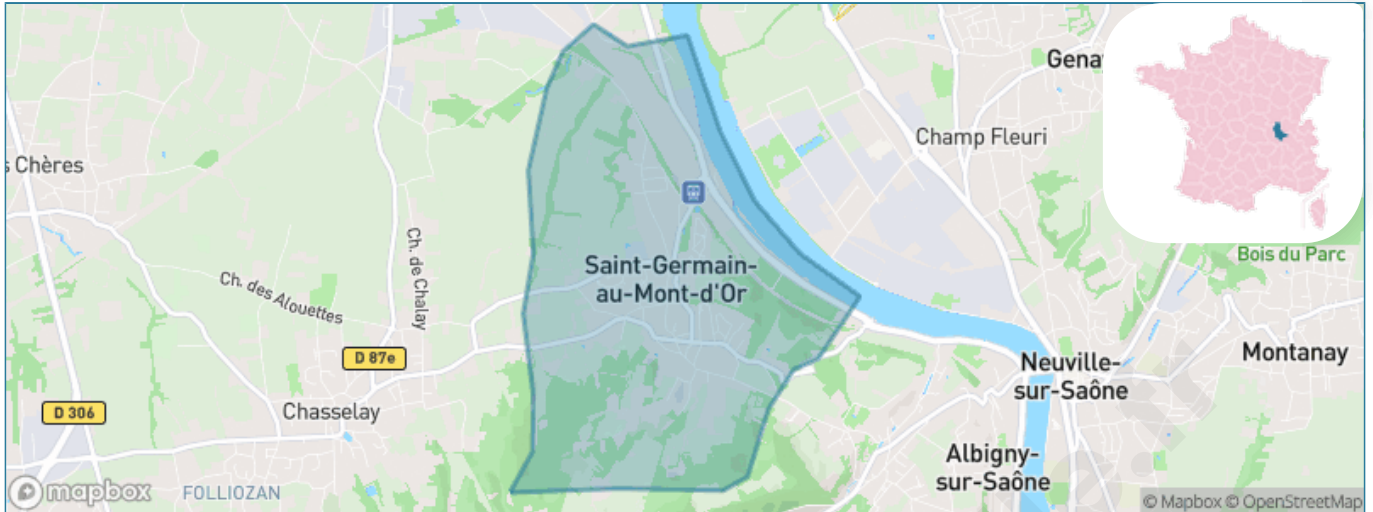 Gena
Champ Fleuri
s Chères
Bois du Parc
Ch. de Chalay
Saint-Germain-
au-Mont-d'Or
Ch. des Alouettes
D 87e
Neuville-
sur-Saône
Montanay
D 306
Chasselay
Albigny-
sur-Saône
mapbox
FOLLIOZAN
© Mapbox © OpenStreetMap